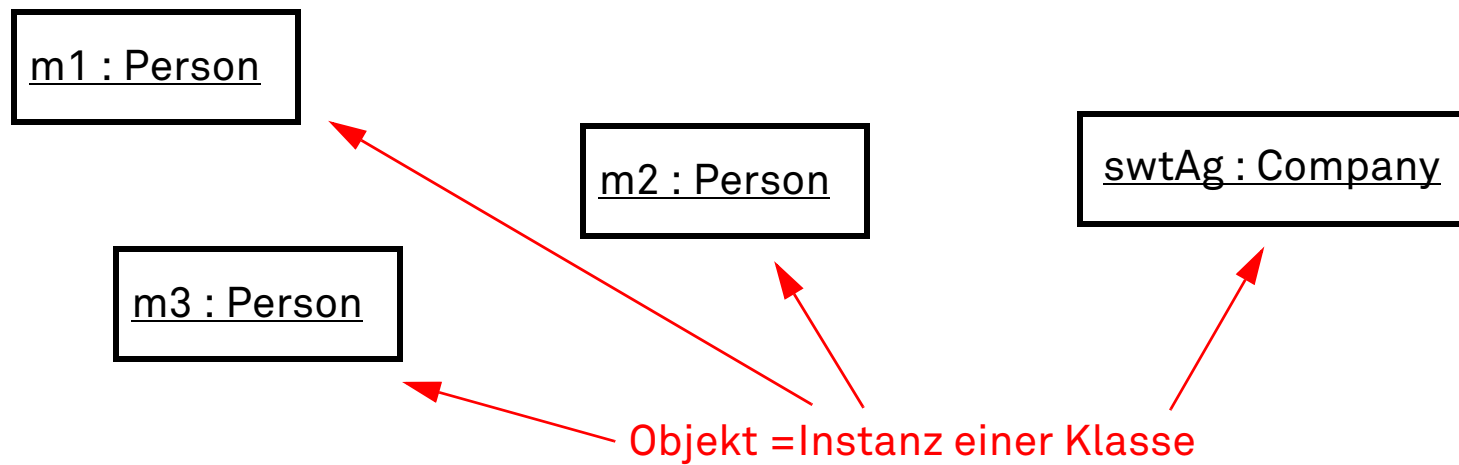 m1 : Person
m2 : Person
swtAg : Company
m3 : Person
Objekt =Instanz einer Klasse